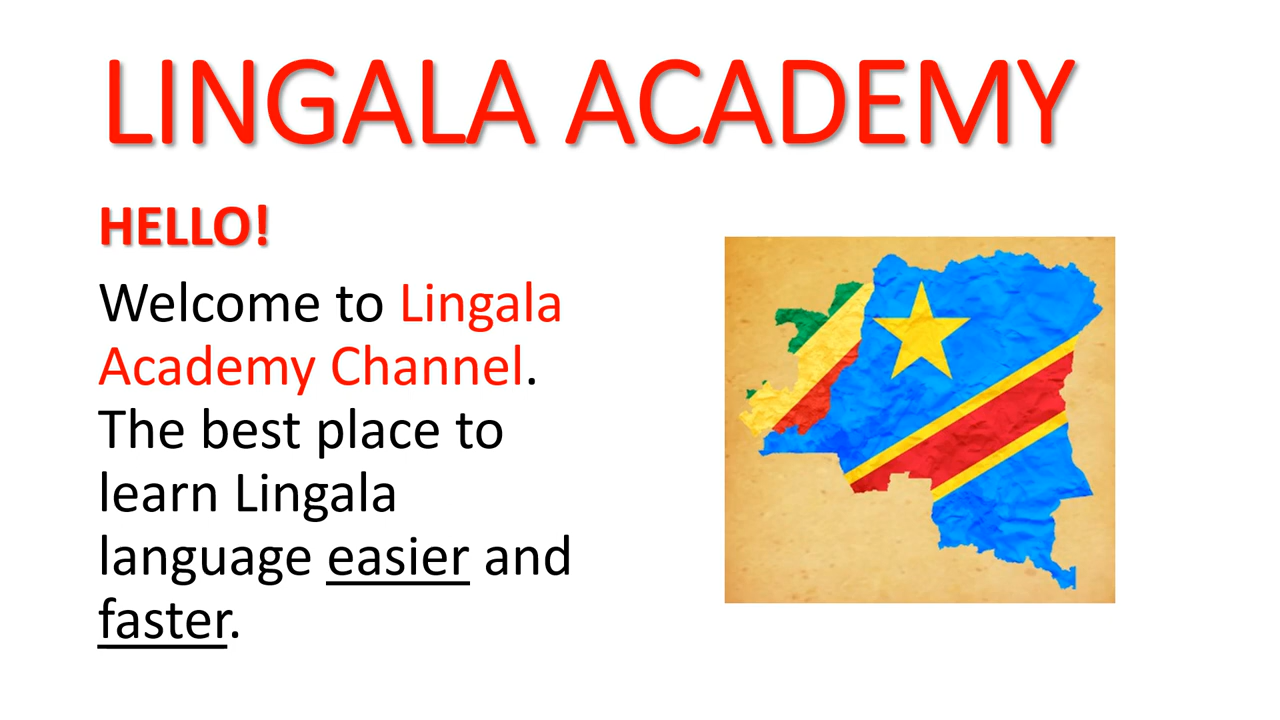 LINGALA ACADEMY
HELLO!
Welcome to Lingala
Academy Channel.
The best place to
learn Lingala
language easier and
faster.